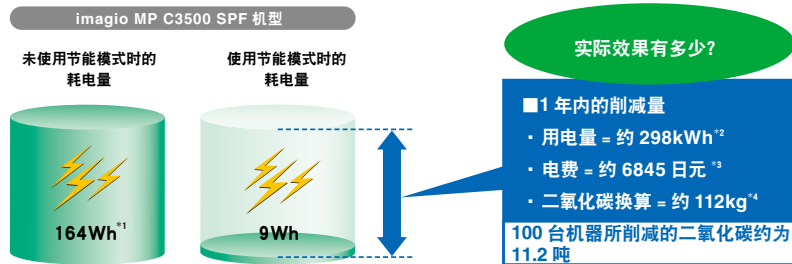 imagio MP C3500 SPF 机型
未使用节能模式时的
耗电量
使用节能模式时的
耗电量
164Wh*1
9Wh
实际效果有多少？
■1 年内的削减量
・用电量 = 约 298kWh*2
・电费 = 约 6845 日元 *3
・二氧化碳换算 = 约 112kg*4
100 台机器所削减的二氧化碳约为
11.2 吨